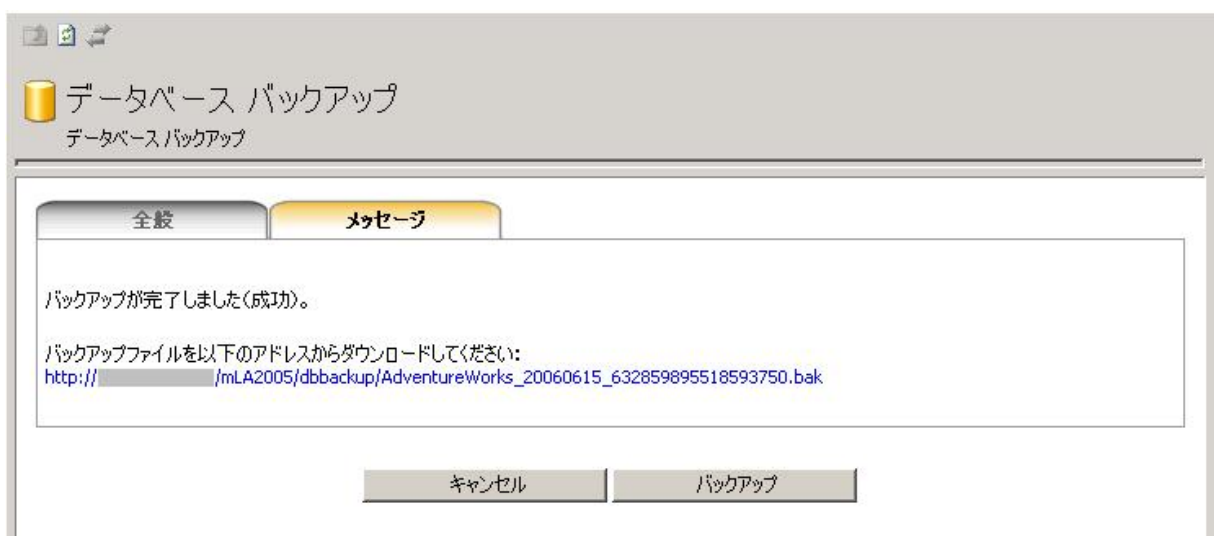 データベース バックアップ
データベース バックアップ
全般
メッセージ
バックアップが完了しました(成功)。
バックアップファイルを以下のアドレスからダウンロードしてください:
http:// /mLA2005/dbbackup/AdventureWorks_20060615_632859895518593750.bak
キャンセル
バックアップ